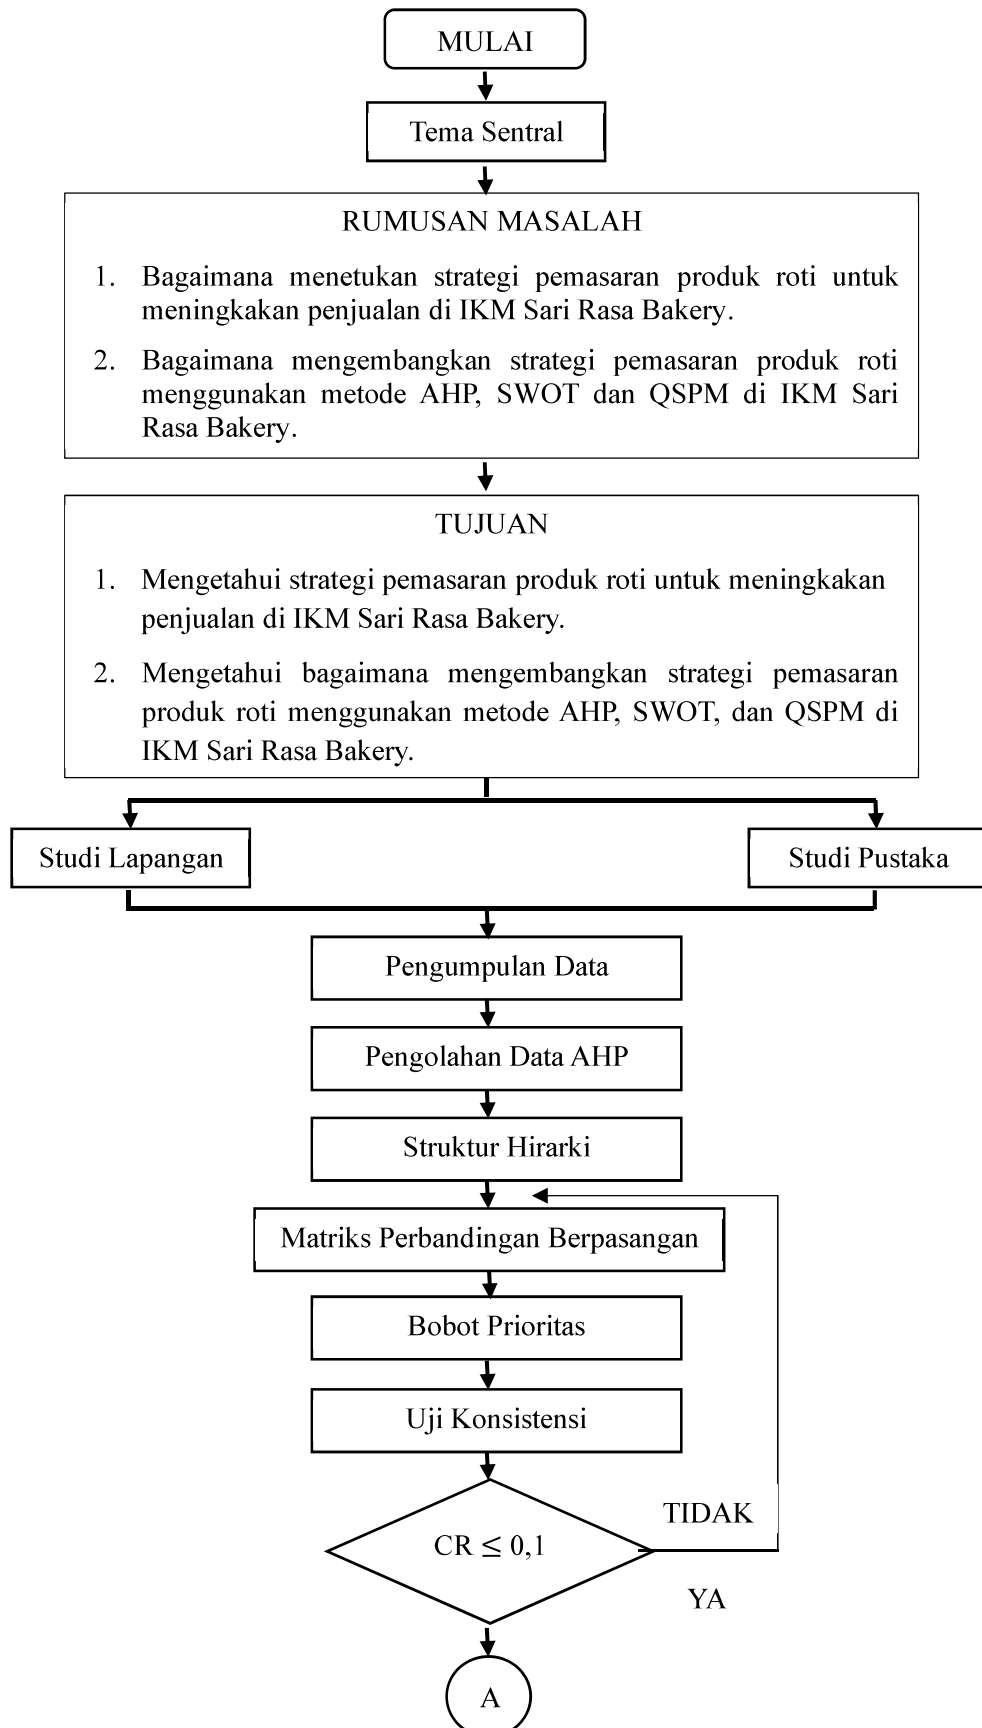 MULAI
Tema Sentral
RUMUSAN MASALAH
1. Bagaimana menetukan strategi pemasaran produk roti untuk
meningkakan penjualan di IKM Sari Rasa Bakery.
2. Bagaimana mengembangkan strategi pemasaran produk roti
menggunakan metode AHP, SWOT dan QSPM di IKM Sari
Rasa Bakery.
TUJUAN
1. Mengetahui strategi pemasaran produk roti untuk meningkakan
penjualan di IKM Sari Rasa Bakery.
2. Mengetahui bagaimana mengembangkan strategi pemasaran
produk roti menggunakan metode AHP, SWOT, dan QSPM di
IKM Sari Rasa Bakery.
Studi Lapangan
Studi Pustaka
Pengumpulan Data
Pengolahan Data AHP
Struktur Hirarki
Matriks Perbandingan Berpasangan
Bobot Prioritas
Uji Konsistensi
CR ≤ 0,1
TIDAK
YA
A